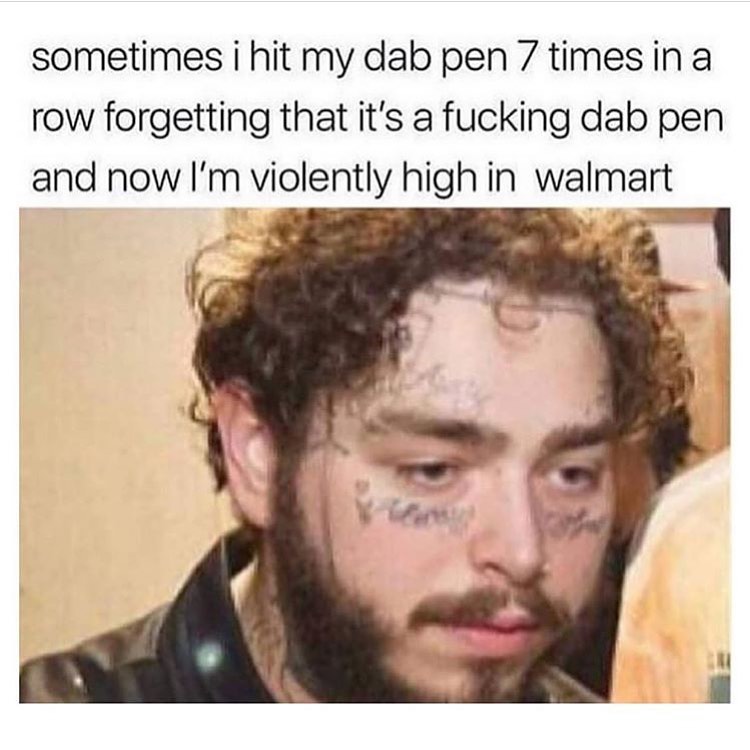 sometimes i hit my dab pen 7 times in a
row forgetting that it's a fucking dab pen
and now I'm violently high in walmart